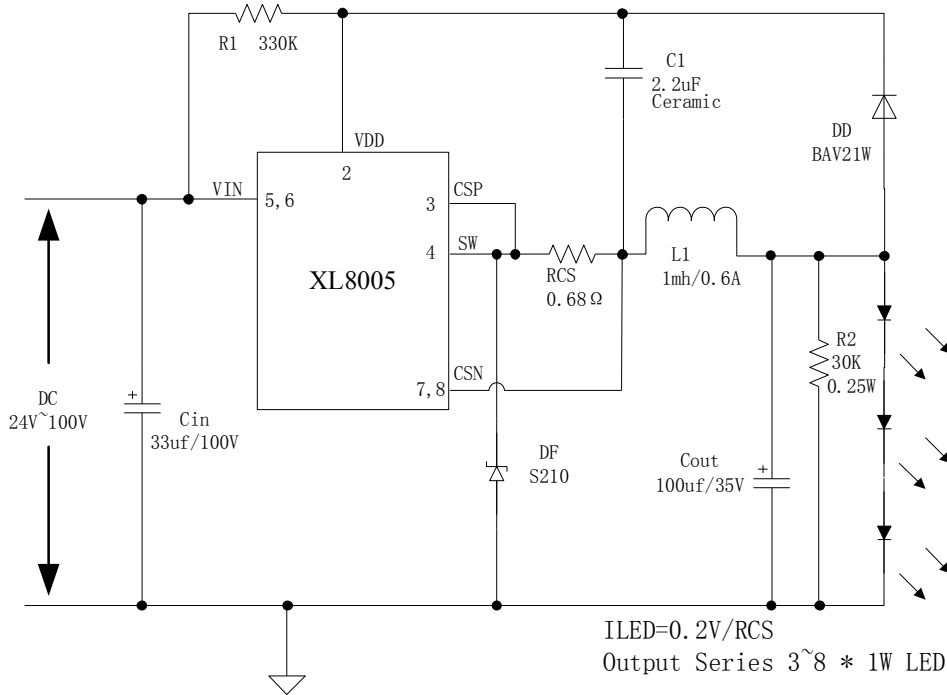 R1 330K
C1
2.2uF
Ceramic
VDD
2
DD
BAV21W
VIN
5,6
CSP
3
SW
4
XL8005
RCS
0.68Ω
L1
1mh/0.6A
CSN
7,8
R2
30K
0.25W
DC
24V~100V
+
Cin
33uf/100V
DF
S210
Cout
+
100uf/35V
ILED=0.2V/RCS
Output Series 3~8 * 1W LED